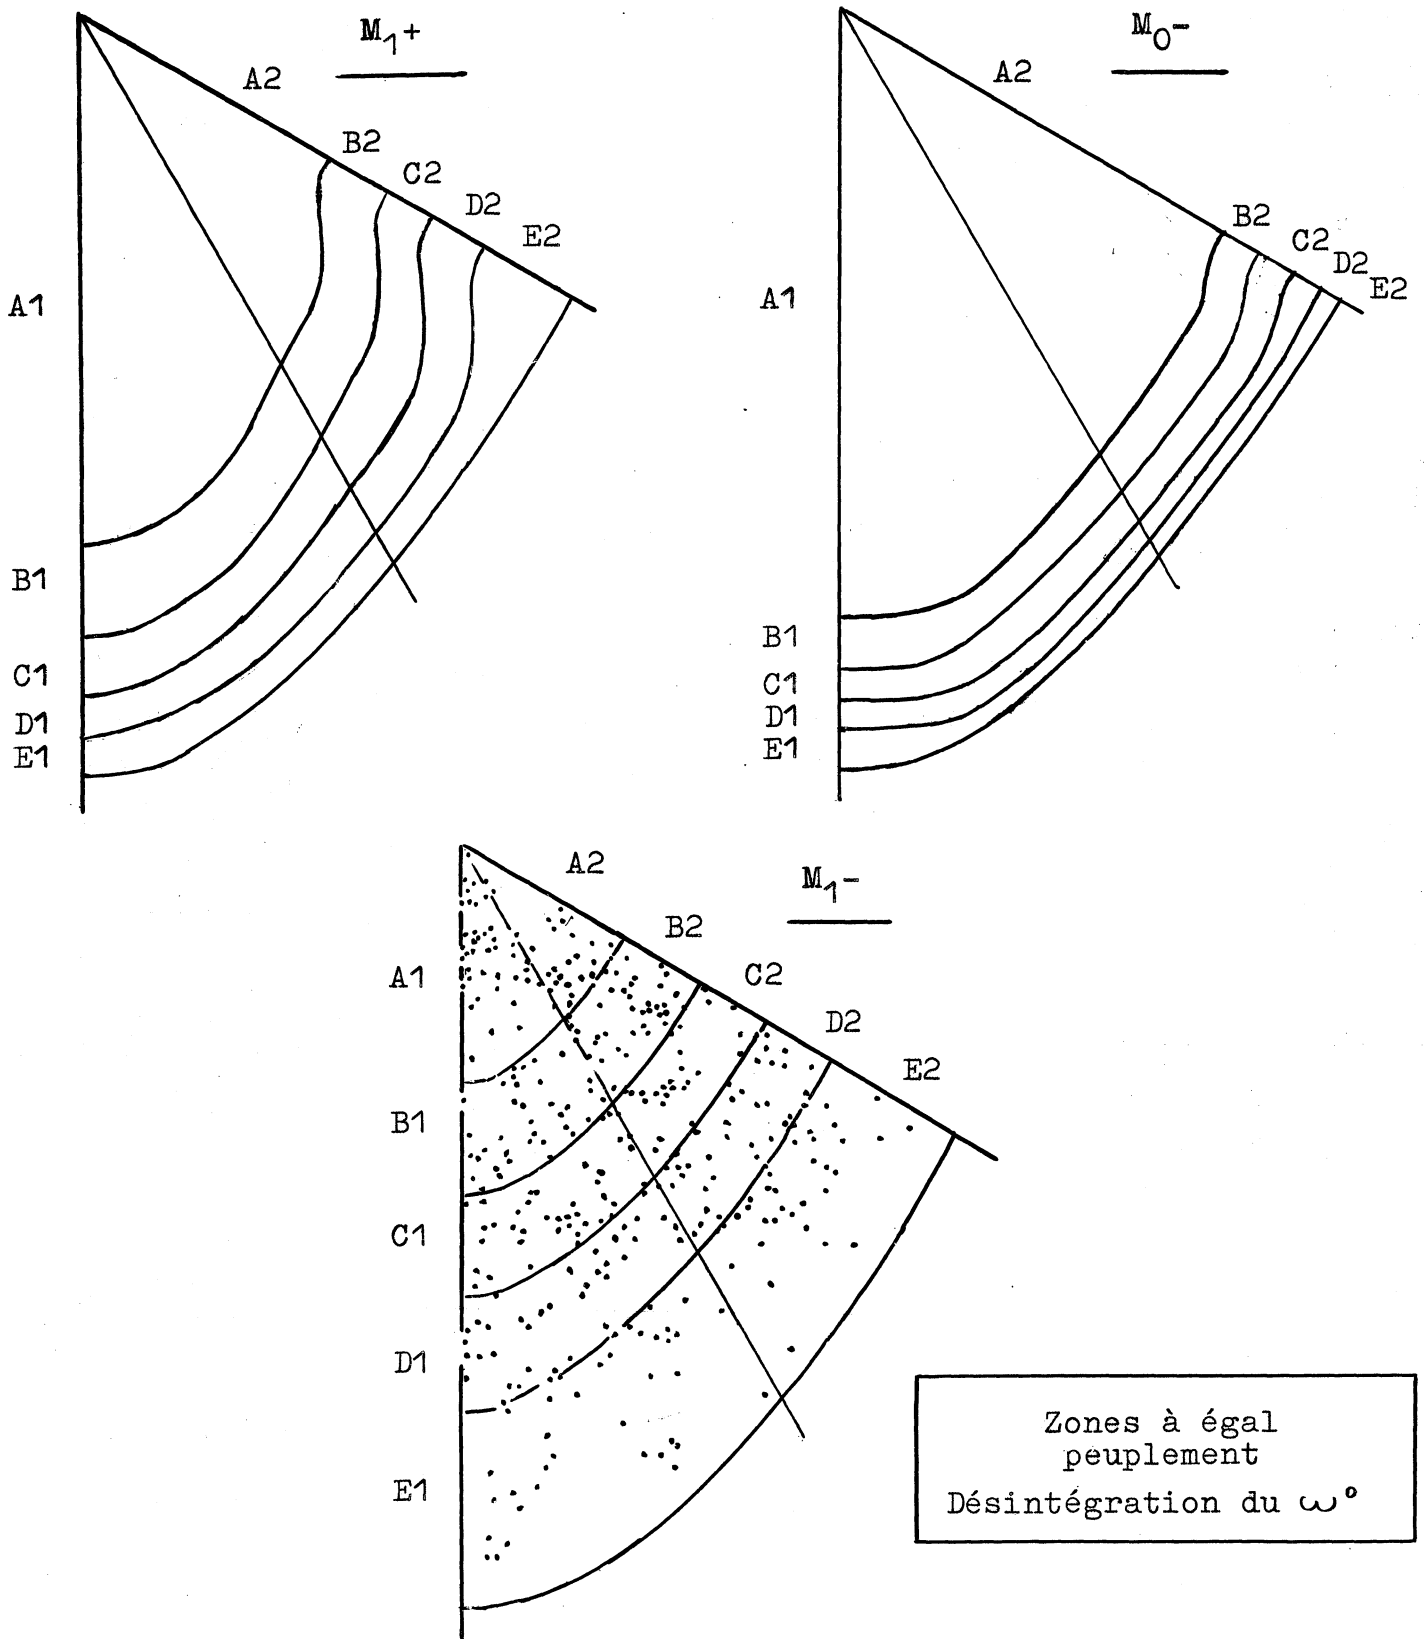 M₁+
A2
B2
C2
D2
E2
A1
B1
C1
D1
E1
M₀-
A2
B2
C2
D2
E2
A1
B1
C1
D1
E1
M₁-
A2
B2
C2
D2
E2
A1
B1
C1
D1
E1
Zones à égal
peuplement
Désintégration du ω°